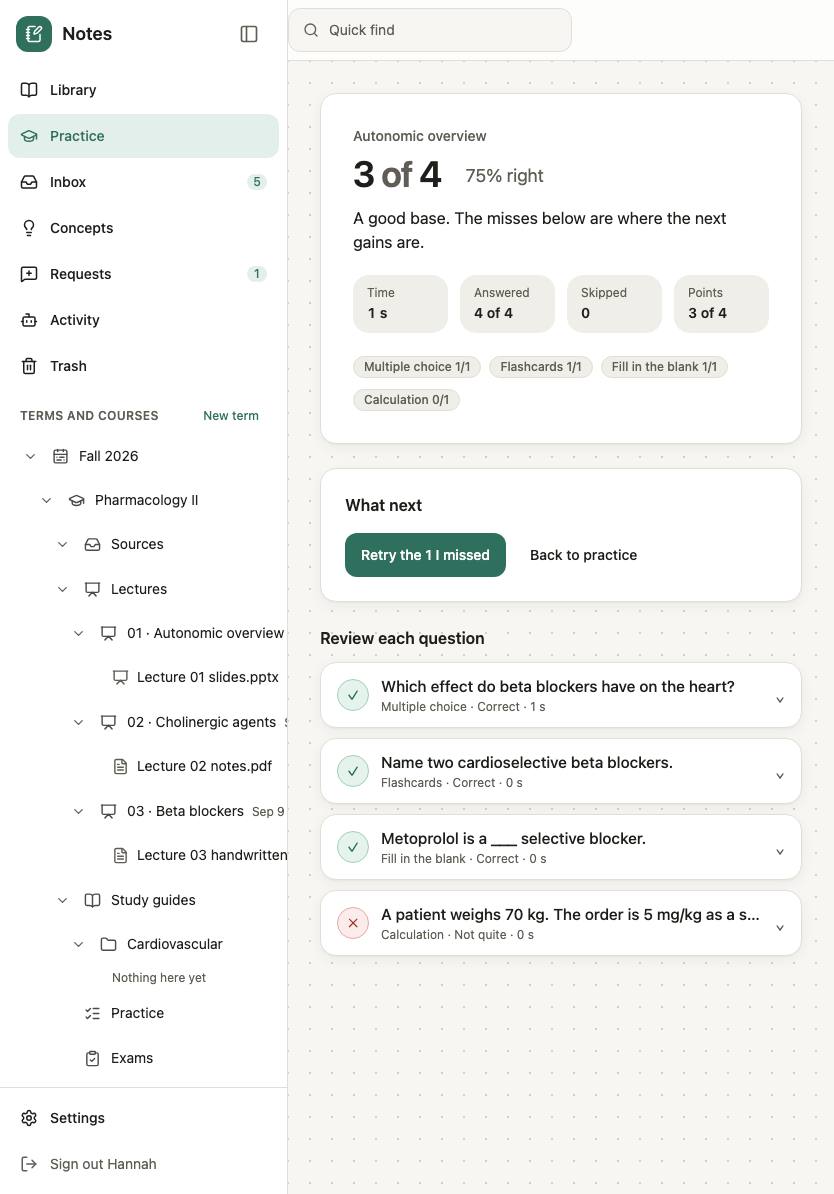 Notes
Library
Practice
Inbox 5
Concepts
Requests 1
Activity
Trash
TERMS AND COURSES New term
Fall 2026
Pharmacology II
Sources
Lectures
01 · Autonomic overview
Lecture 01 slides.pptx
02 · Cholinergic agents
Lecture 02 notes.pdf
03 · Beta blockers Sep 9
Lecture 03 handwritten
Study guides
Cardiovascular
Nothing here yet
Practice
Exams
Settings
Sign out Hannah
Quick find
Autonomic overview
3 of 4 75% right
A good base. The misses below are where the next
gains are.
Time Answered Skipped Points
1 s 4 of 4 0 3 of 4
Multiple choice 1/1 Flashcards 1/1 Fill in the blank 1/1
Calculation 0/1
What next
Retry the 1 I missed Back to practice
Review each question
Which effect do beta blockers have on the heart?
Multiple choice · Correct · 1 s
Name two cardioselective beta blockers.
Flashcards · Correct · 0 s
Metoprolol is a ___ selective blocker.
Fill in the blank · Correct · 0 s
A patient weighs 70 kg. The order is 5 mg/kg as a s...
Calculation · Not quite · 0 s